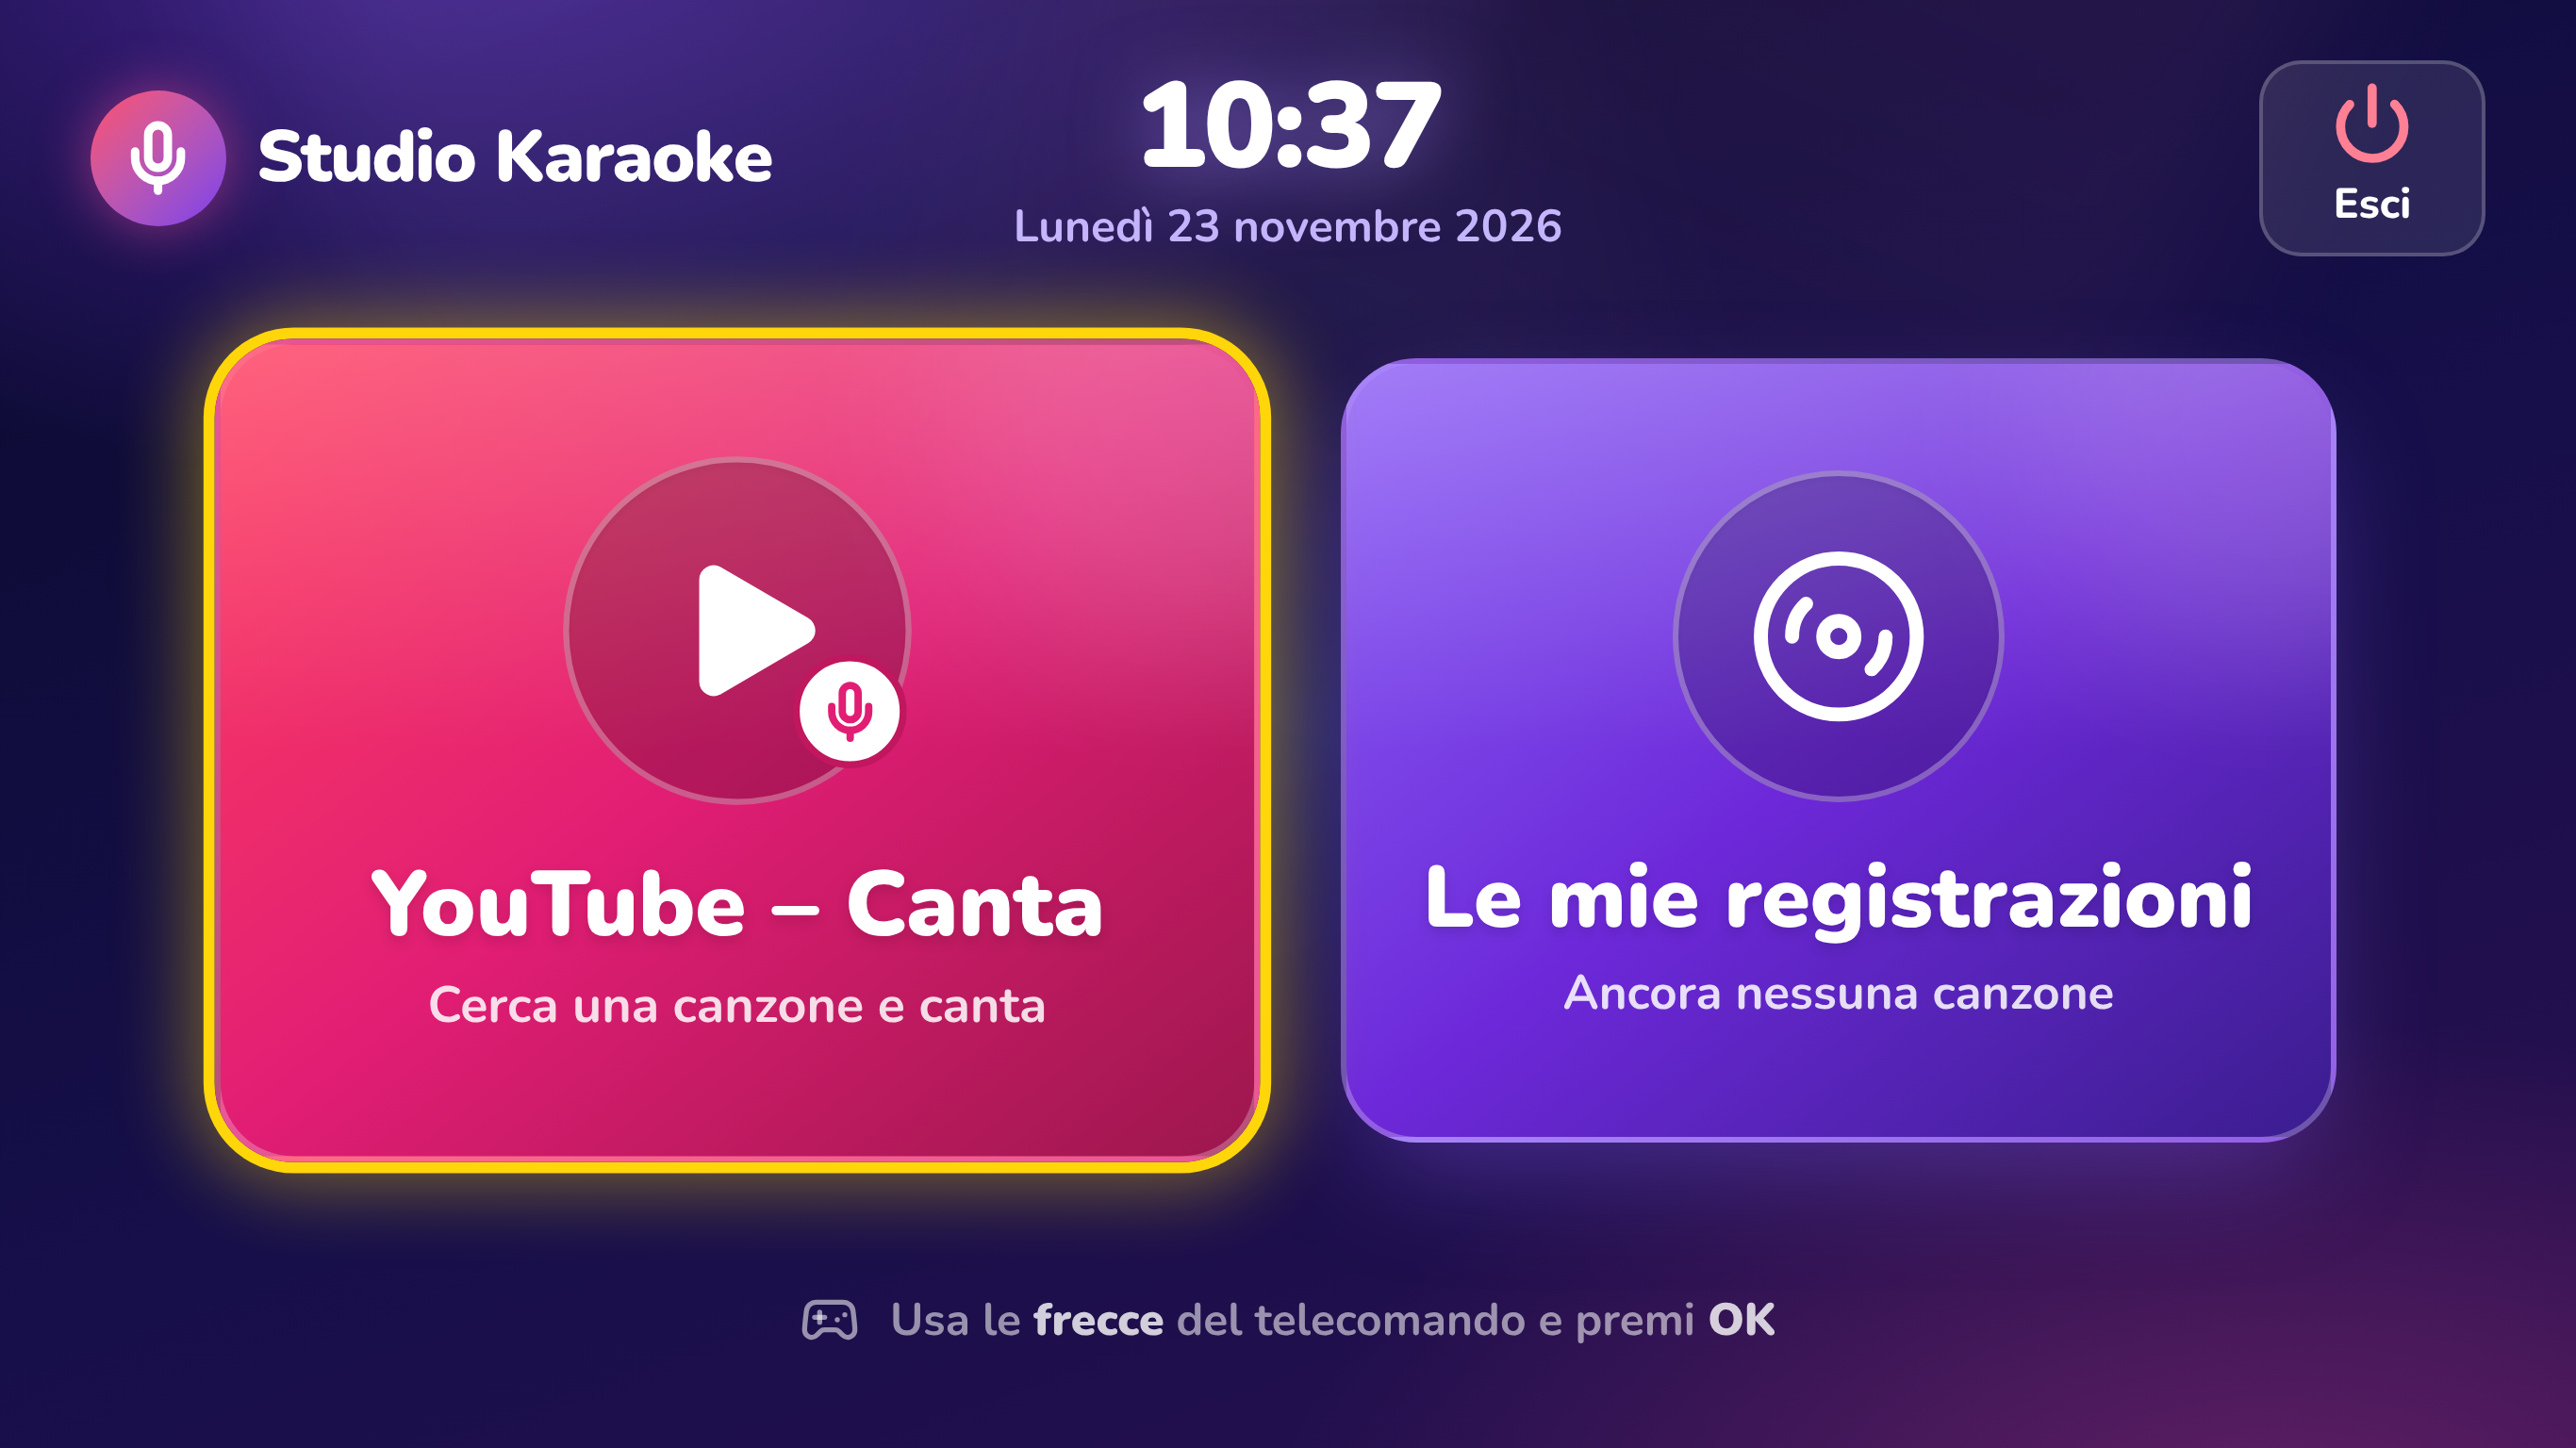 Studio Karaoke
10:37
Lunedì 23 novembre 2026
Esci
YouTube – Canta
Cerca una canzone e canta
Le mie registrazioni
Ancora nessuna canzone
Usa le frecce del telecomando e premi OK